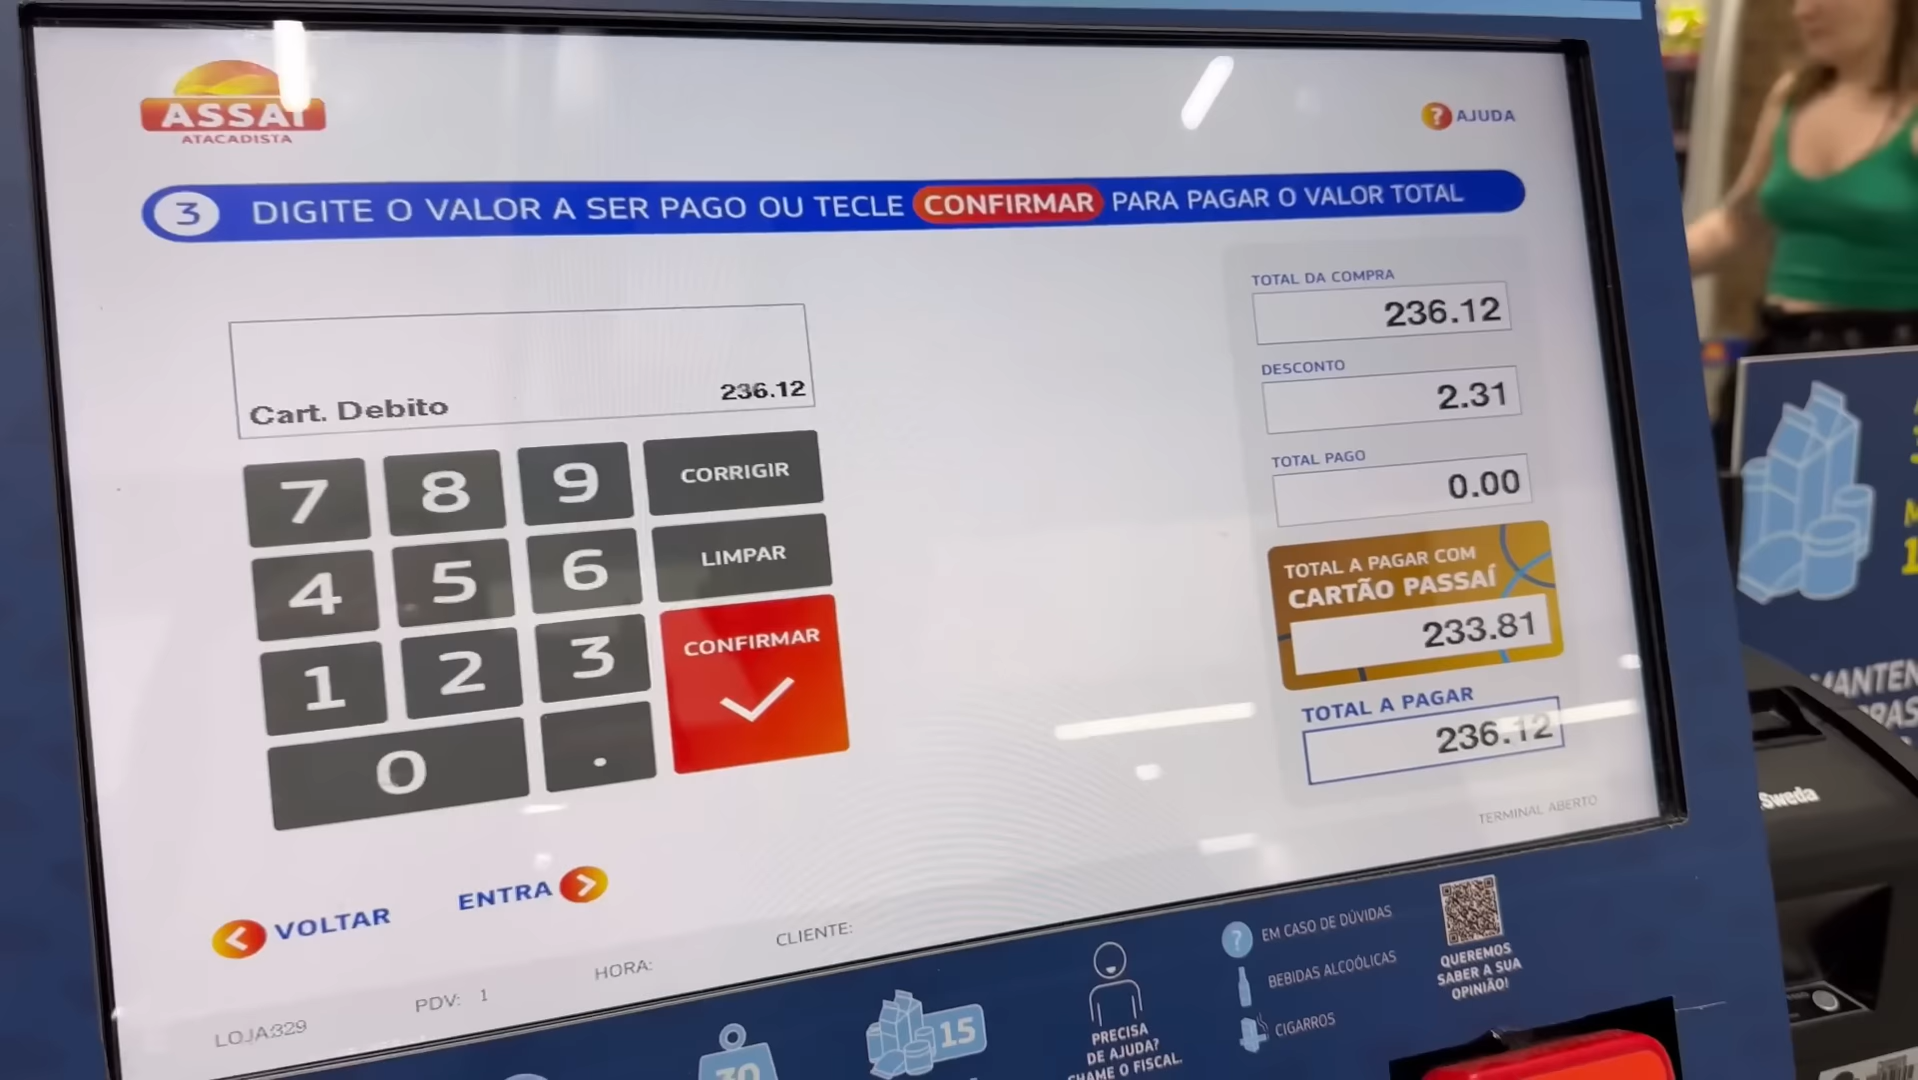 ASSAÍ
ATACADISTA
? AJUDA
3 DIGITE O VALOR A SER PAGO OU TECLE CONFIRMAR PARA PAGAR O VALOR TOTAL
Cart. Debito 236.12
7 8 9 CORRIGIR
4 5 6 LIMPAR
1 2 3 CONFIRMAR
0 .
TOTAL DA COMPRA
236.12
DESCONTO
2.31
TOTAL PAGO
0.00
TOTAL A PAGAR COM
CARTÃO PASSAÍ
233.81
TOTAL A PAGAR
236.12
TERMINAL ABERTO
VOLTAR ENTRA
LOJA:329 PDV: 1 HORA: CLIENTE:
30
15
PRECISA
DE AJUDA?
CHAME O FISCAL.
? EM CASO DE DÚVIDAS
BEBIDAS ALCOÓLICAS
CIGARROS
QUEREMOS
SABER A SUA
OPINIÃO!
Sweda